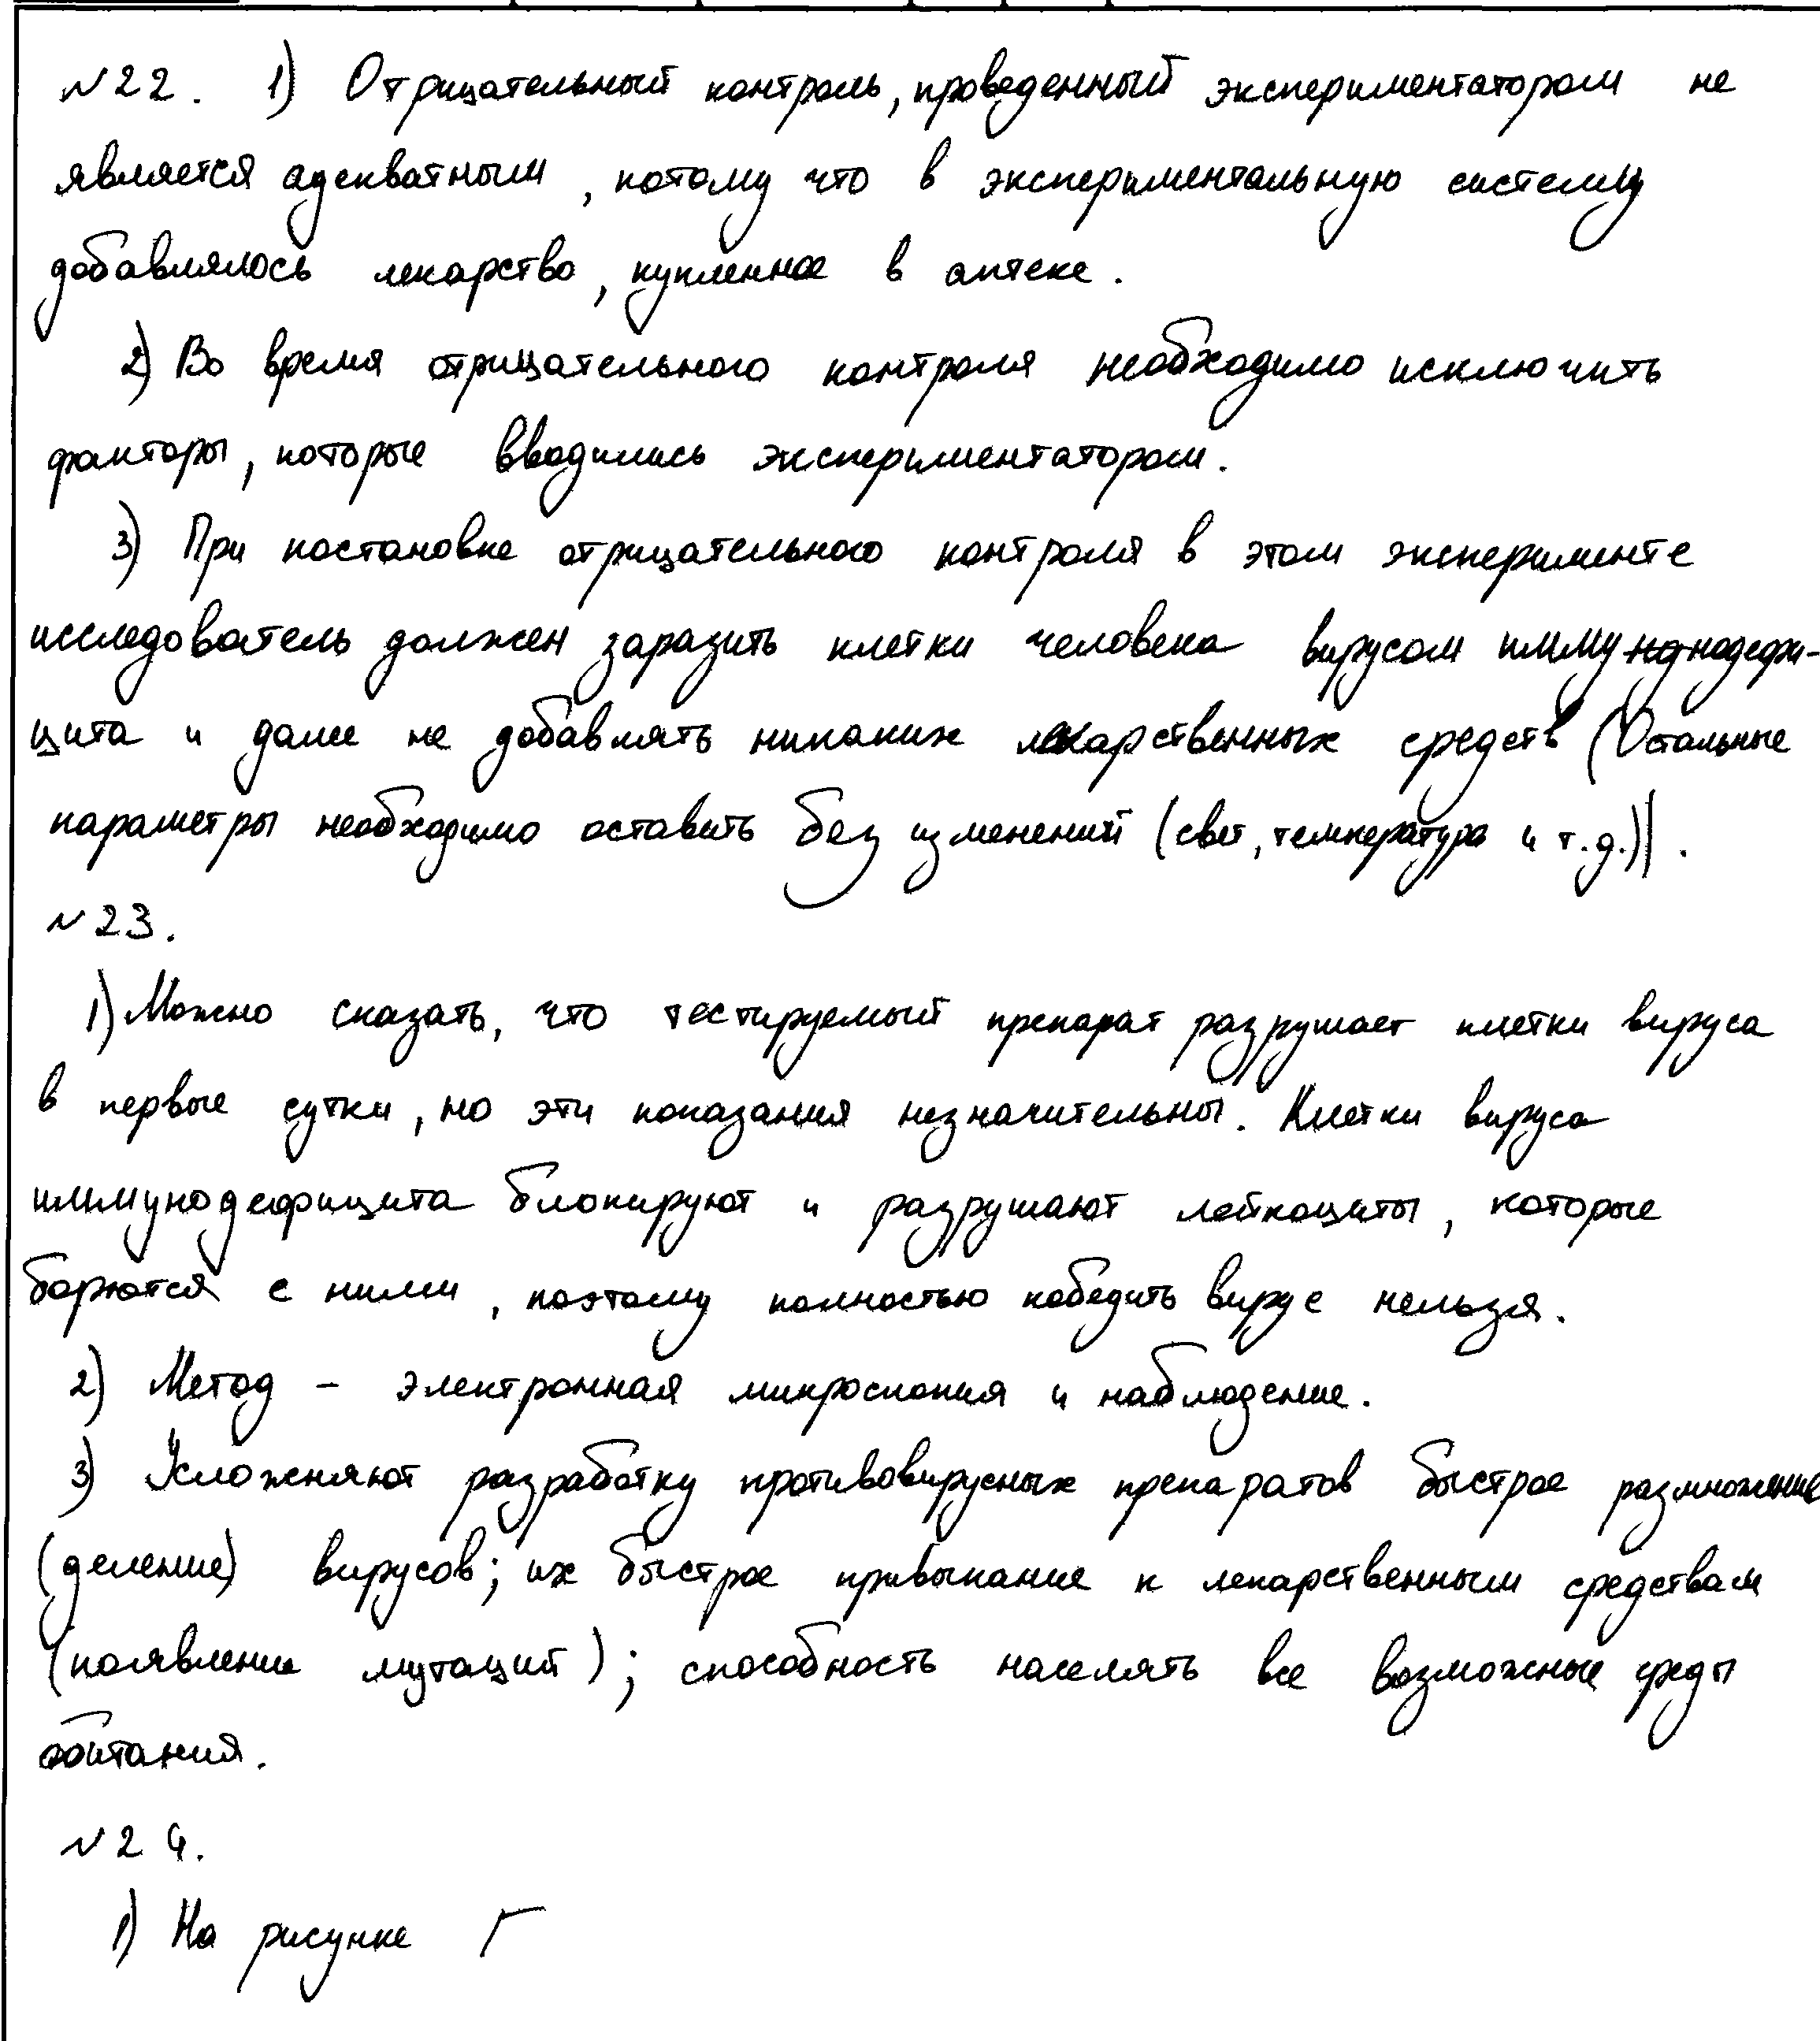 №22. 1) Отрицательный контроль, проведенный экспериментатором не
является адекватным, потому что в экспериментальную систему
добавлялось лекарство, купленное в аптеке.
2) Во время отрицательного контроля необходимо исключить
факторы, которые вводились экспериментатором.
3) При постановке отрицательного контроля в этом эксперименте
исследователь должен заразить клетки человека вирусом иммунодефи-
цита и далее не добавлять никаких лекарственных средств (Остальные
параметры необходимо оставить без изменений (свет, температура и т.д.)).
№23.
1) Можно сказать, что тестируемый препарат разрушает клетки вируса
в первые сутки, но эти показания незначительны. Клетки вируса
иммунодефицита блокируют и разрушают лейкоциты, которые
борются с ними, поэтому полностью победить вирус нельзя.
2) Метод – электронная микроскопия и наблюдение.
3) Усложняют разработку противовирусных препаратов быстрое размножение
(деление) вирусов; их быстрое привыкание к лекарственным средствам
(появление мутаций); способность населять все возможные среды
обитания.
№24.
1) На рисунке Г